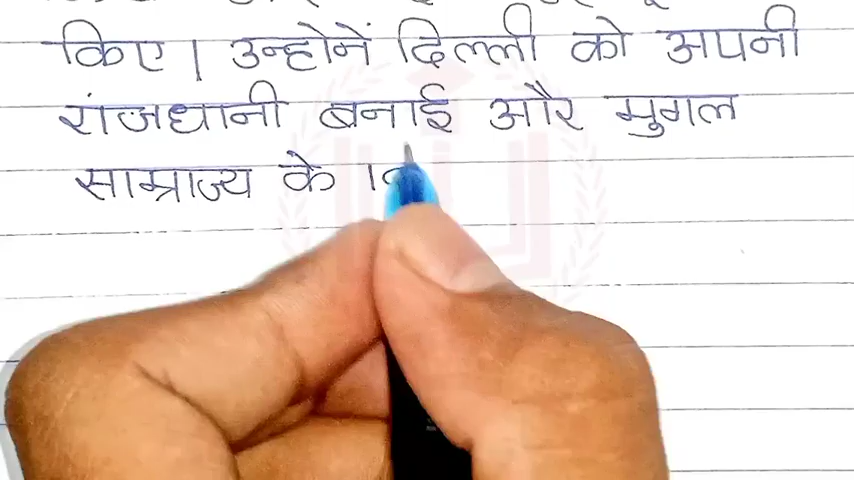 किए। उन्होनें दिल्ली को अपनी
राजधानी बनाई और मुगल
साम्राज्य के